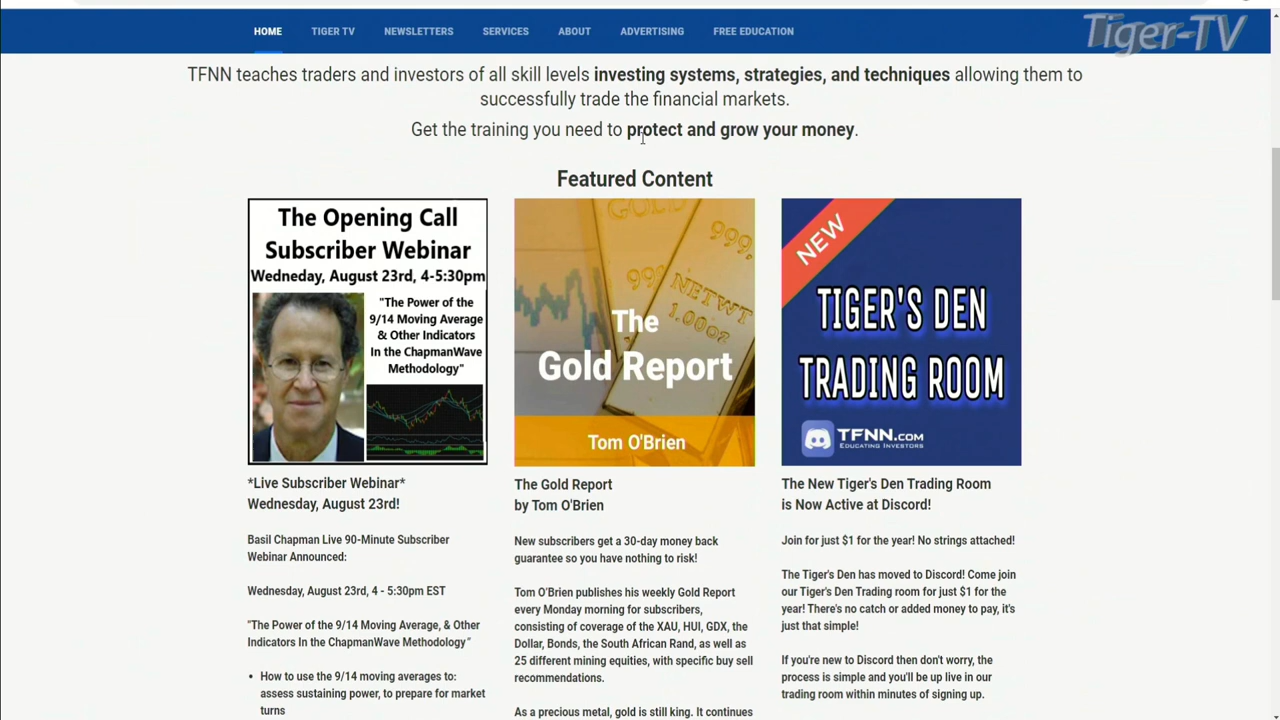 HOME TIGER TV NEWSLETTERS SERVICES ABOUT ADVERTISING FREE EDUCATION
Tiger-TV
TFNN teaches traders and investors of all skill levels investing systems, strategies, and techniques allowing them to
successfully trade the financial markets.
Get the training you need to protect and grow your money.
Featured Content
The Opening Call
Subscriber Webinar
Wednesday, August 23rd, 4-5:30pm
"The Power of the
9/14 Moving Average
& Other Indicators
In the ChapmanWave
Methodology"
*Live Subscriber Webinar*
Wednesday, August 23rd!
Basil Chapman Live 90-Minute Subscriber
Webinar Announced:
Wednesday, August 23rd, 4 - 5:30pm EST
"The Power of the 9/14 Moving Average, & Other
Indicators In the ChapmanWave Methodology"
• How to use the 9/14 moving averages to:
assess sustaining power, to prepare for market
turns
GOLD
999,
999,
NETWT
1.00oz
The
Gold Report
Tom O'Brien
The Gold Report
by Tom O'Brien
New subscribers get a 30-day money back
guarantee so you have nothing to risk!
Tom O'Brien publishes his weekly Gold Report
every Monday morning for subscribers,
consisting of coverage of the XAU, HUI, GDX, the
Dollar, Bonds, the South African Rand, as well as
25 different mining equities, with specific buy sell
recommendations.
As a precious metal, gold is still king. It continues
NEW
TIGER'S DEN
TRADING ROOM
TFNN.com
EDUCATING INVESTORS
The New Tiger's Den Trading Room
is Now Active at Discord!
Join for just $1 for the year! No strings attached!
The Tiger's Den has moved to Discord! Come join
our Tiger's Den Trading room for just $1 for the
year! There's no catch or added money to pay, it's
just that simple!
If you're new to Discord then don't worry, the
process is simple and you'll be up live in our
trading room within minutes of signing up.